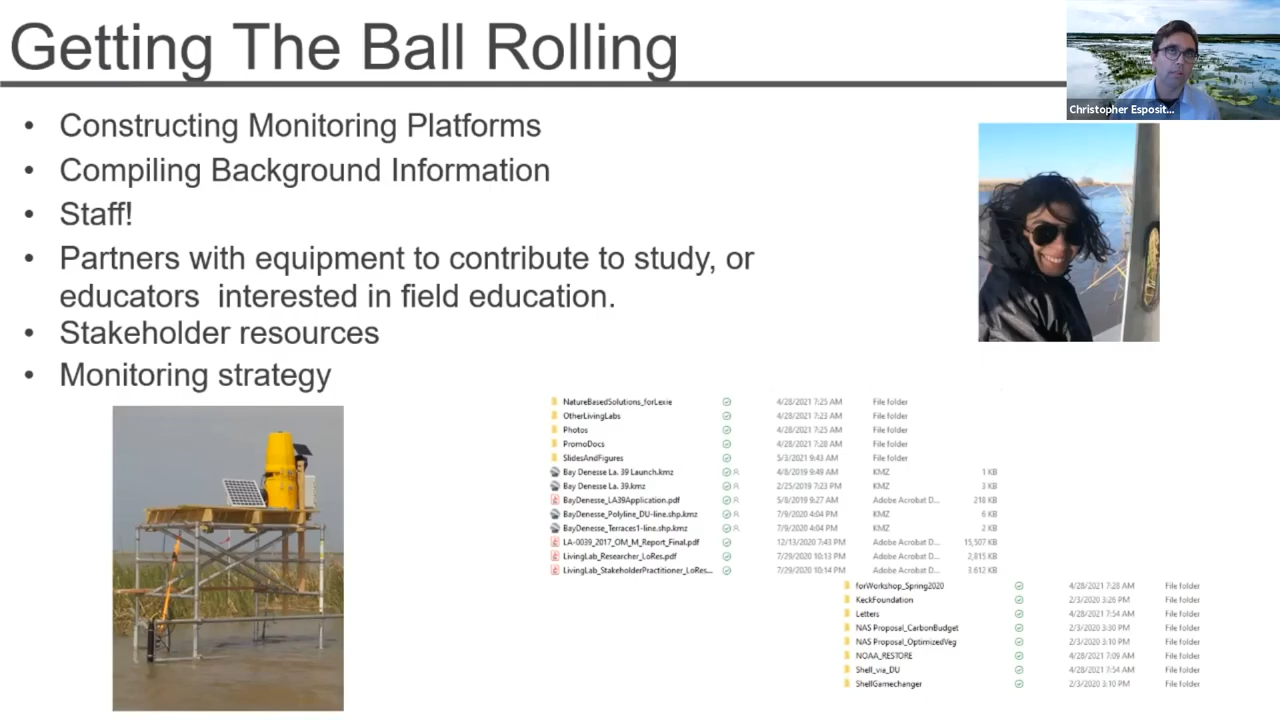 Getting The Ball Rolling
Christopher Esposit...
• Constructing Monitoring Platforms
• Compiling Background Information
• Staff!
• Partners with equipment to contribute to study, or
educators interested in field education.
• Stakeholder resources
• Monitoring strategy
NatureBasedSolutions_forLexie 4/28/2021 7:25 AM File folder
OtherLivingLabs 4/28/2021 7:23 AM File folder
Photos 4/28/2021 7:25 AM File folder
PromoDocs 4/28/2021 7:28 AM File folder
SlidesAndFigures 5/3/2021 9:43 AM File folder
Bay Denesse La. 39 Launch.kmz 4/8/2019 9:49 AM KMZ 1 KB
Bay Denesse La. 39.kmz 2/25/2019 7:23 PM KMZ 3 KB
BayDenesse_LA39Application.pdf 5/8/2019 9:27 AM Adobe Acrobat D... 218 KB
BayDenesse_Polyline_DU-line.shp.kmz 7/9/2020 4:04 PM KMZ 6 KB
BayDenesse_Terraces1-line.shp.kmz 7/9/2020 4:04 PM KMZ 2 KB
LA-0039_2017_OM_M_Report_Final.pdf 12/13/2020 7:43 PM Adobe Acrobat D... 15,507 KB
LivingLab_Researcher_LoRes.pdf 7/29/2020 10:13 PM Adobe Acrobat D... 2,815 KB
LivingLab_StakeholderPractitioner_LoRes... 7/29/2020 10:14 PM Adobe Acrobat D... 3,612 KB
forWorkshop_Spring2020 4/28/2021 7:28 AM File folder
KeckFoundation 2/3/2020 3:26 PM File folder
Letters 4/28/2021 7:54 AM File folder
NAS Proposal_CarbonBudget 2/3/2020 3:30 PM File folder
NAS Proposal_OptimizedVeg 2/3/2020 3:10 PM File folder
NOAA_RESTORE 4/28/2021 7:09 AM File folder
Shell_via_DU 4/28/2021 7:54 AM File folder
ShellGamechanger 2/3/2020 3:10 PM File folder